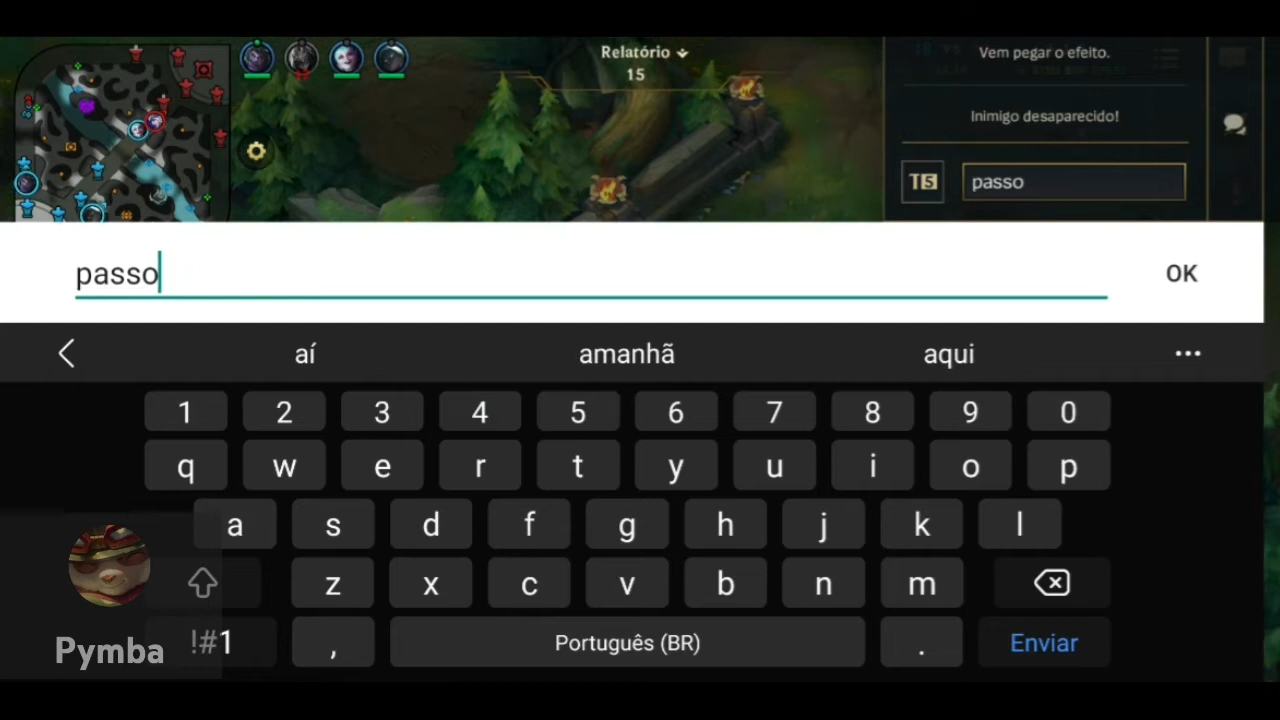 Relatório
15
Vem pegar o efeito.
Inimigo desaparecido!
passo
passo
OK
aí amanhã aqui ...
1 2 3 4 5 6 7 8 9 0
q w e r t y u i o p
a s d f g h j k l
z x c v b n m
!#1 , Português (BR) . Enviar
Pymba